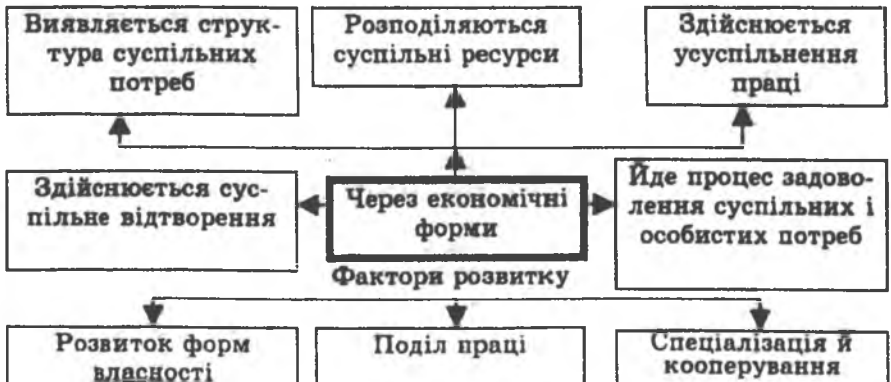 Виявляється струк-
тура суспільних
потреб
Розподіляються
суспільні ресурси
Здійснюється
усуспільнення
праці
Здійснюється сус-
пільне відтворення
Через економічні
форми
Йде процес задово-
лення суспільних і
особистих потреб
Фактори розвитку
Розвиток форм
власності
Поділ праці
Спеціалізація й
кооперування